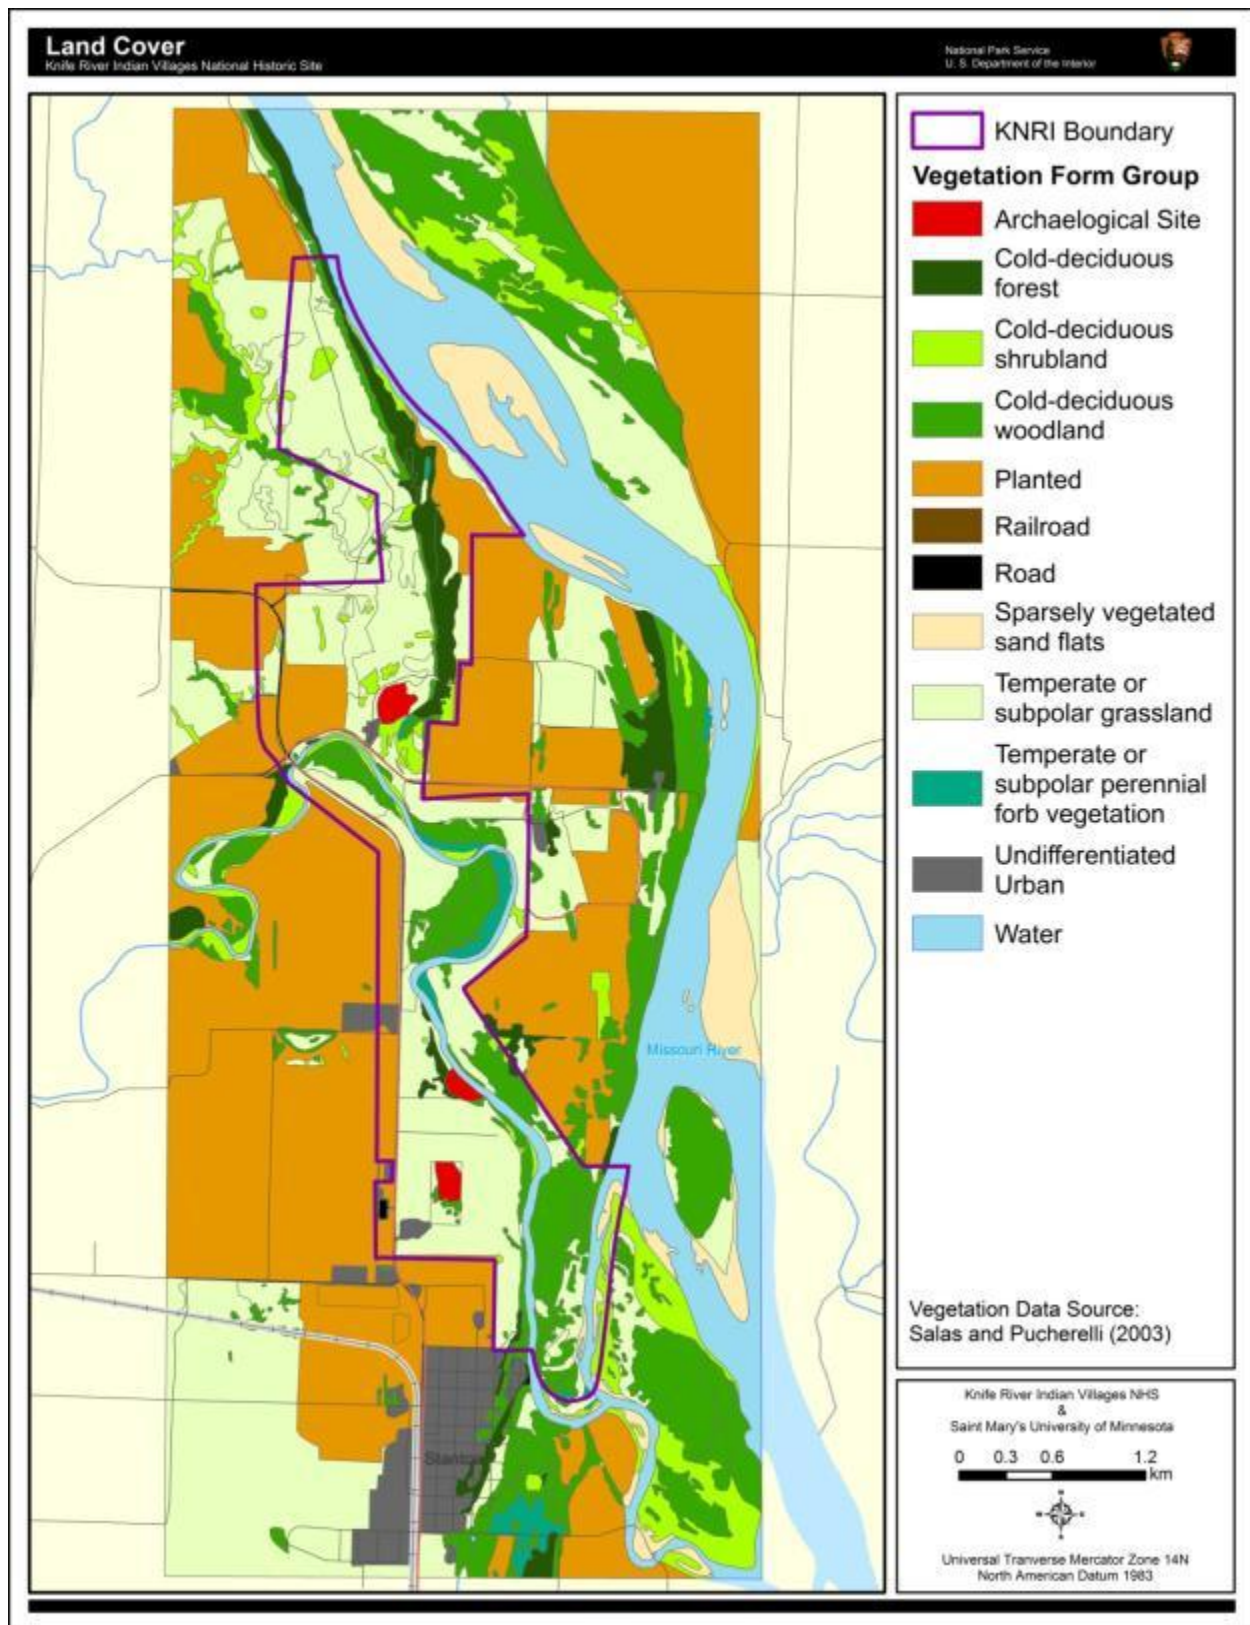 Land Cover
Knife River Indian Villages National Historic Site
National Park Service
U. S. Department of the Interior
KNRI Boundary
Vegetation Form Group
Archaelogical Site
Cold-deciduous
forest
Cold-deciduous
shrubland
Cold-deciduous
woodland
Planted
Railroad
Road
Sparsely vegetated
sand flats
Temperate or
subpolar grassland
Temperate or
subpolar perennial
forb vegetation
Undifferentiated
Urban
Water
Missouri River
Stanton
Vegetation Data Source:
Salas and Pucherelli (2003)
Knife River Indian Villages NHS
&
Saint Mary's University of Minnesota
0 0.3 0.6 1.2
km
Universal Tranverse Mercator Zone 14N
North American Datum 1983